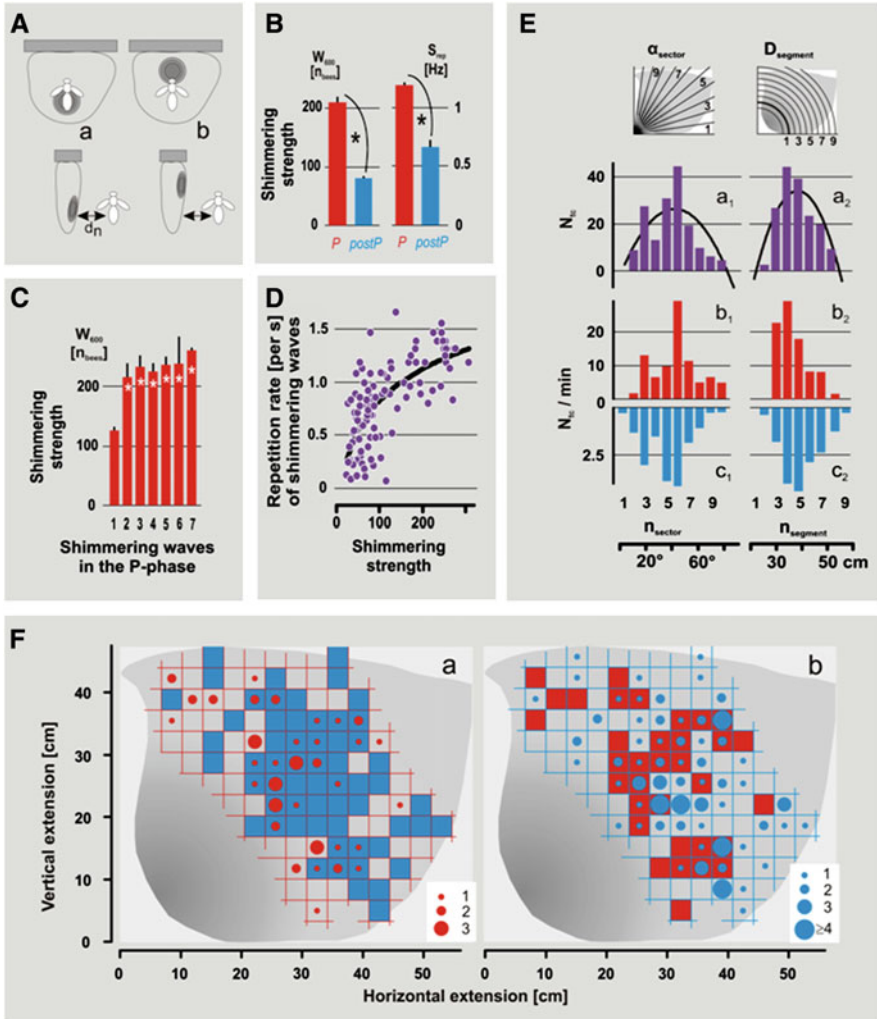 A
a
b
dn
B
W600
[nbees]
Srep
[Hz]
Shimmering
strength
200
100
0
1
0.5
0
*
*
P
postP
P
postP
C
W600
[nbees]
Shimmering
strength
200
100
0
* * * * * *
1 2 3 4 5 6 7
Shimmering waves
in the P-phase
D
Repetition rate [per s]
of shimmering waves
1.5
1.0
0.5
0
0 100 200
Shimmering
strength
E
αsector
Dsegment
9 7 5 3 1
1 3 5 7 9
Ntc
40
20
0
a1
a2
20
10
0
b1
b2
Ntc / min
2.5
c1
c2
1 3 5 7 9
1 3 5 7 9
nsector
nsegment
20° 60°
30 50 cm
F
a
b
Vertical extension [cm]
40
30
20
10
0
1
2
3
1
2
3
≥4
0 10 20 30 40 50
0 10 20 30 40 50
Horizontal extension [cm]